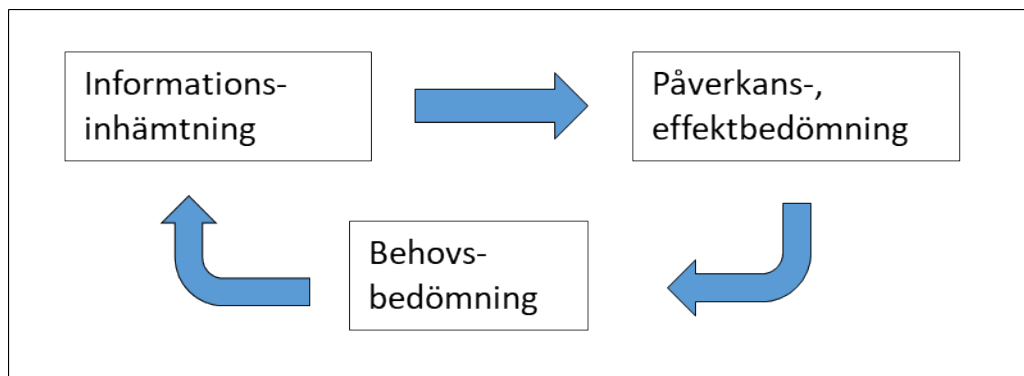 Informations-
inhämtning
Påverkans-,
effektbedömning
Behovs-
bedömning